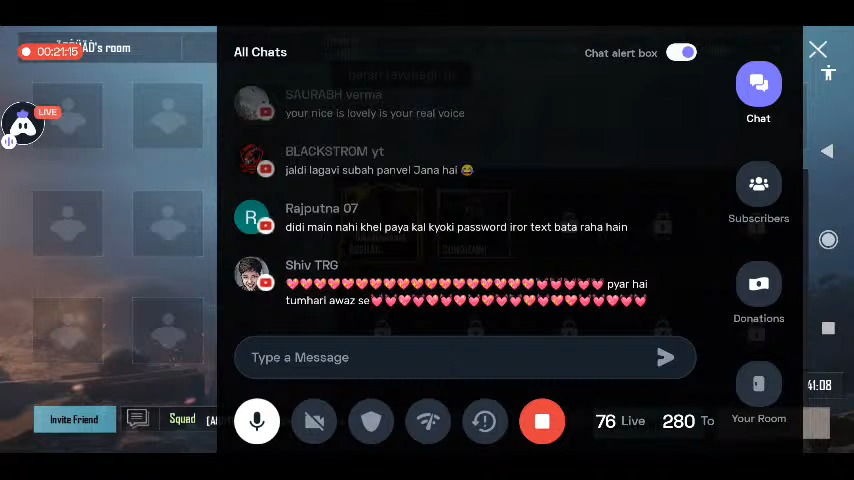 00:21:15
'S room
All Chats
Chat alert box
LIVE
SAURABH verma
your nice is lovely is your real voice
Chat
BLACKSTROM yt
jaldi lagavi subah panvel Jana hai 😂
Rajputna 07
R
didi main nahi khel paya kal kyoki password iror text bata raha hain
Subscribers
Shiv TRG
💖💖💖💖💖💖💖💖💖💖💖💖💖💖💖💖💖💖💓💓💓💓💓 pyar hai
tumhari awaz se💓💓💖💓💖💓💖💓💖💓💖💖💓💖💓💓💓💓💓💓
Donations
Type a Message
41:08
Invite Friend
Squad
76 Live
280 To
Your Room